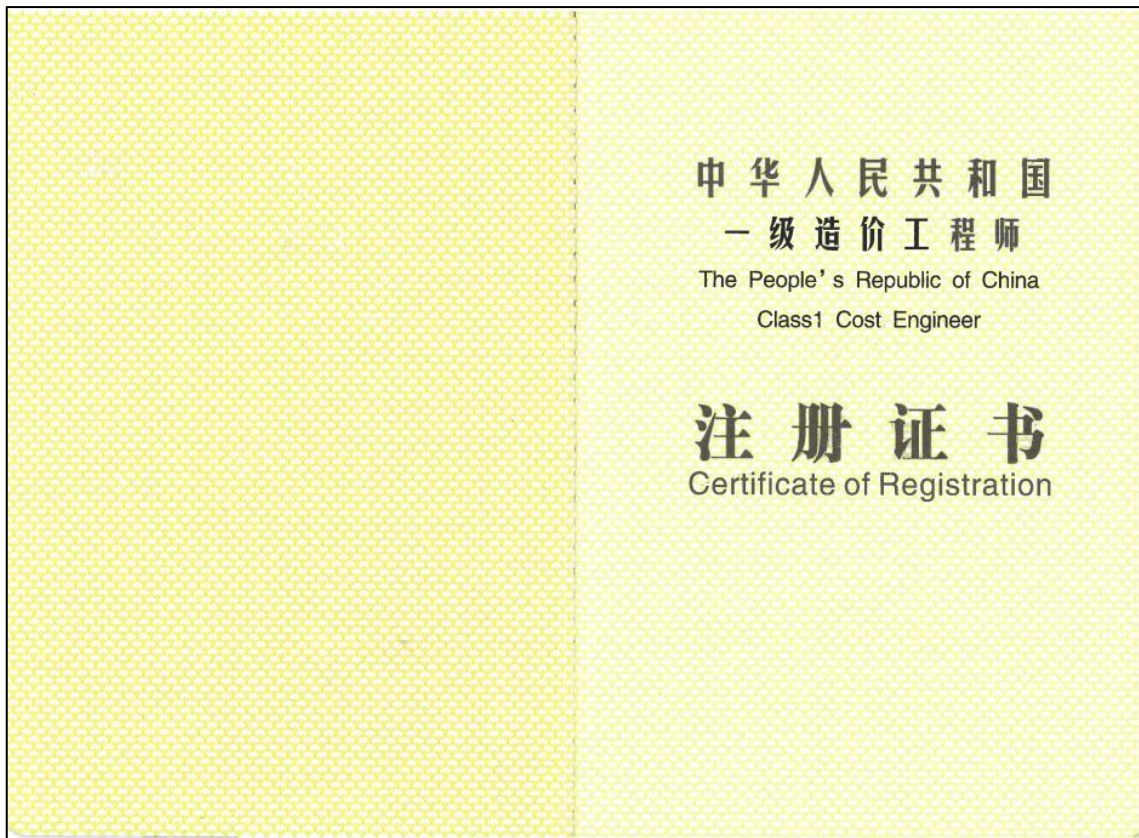 中华人民共和国
一级造价工程师
The People's Republic of China
Class1 Cost Engineer
注册证书
Certificate of Registration